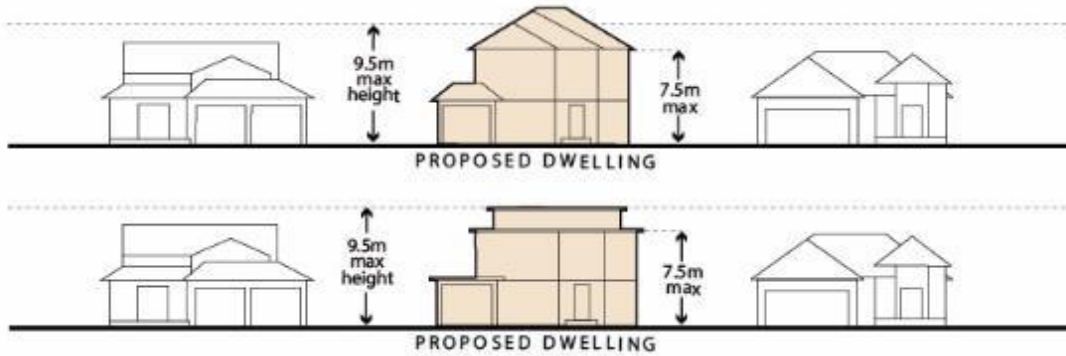 9.5m
max
height
7.5m
max
PROPOSED DWELLING
9.5m
max
height
7.5m
max
PROPOSED DWELLING